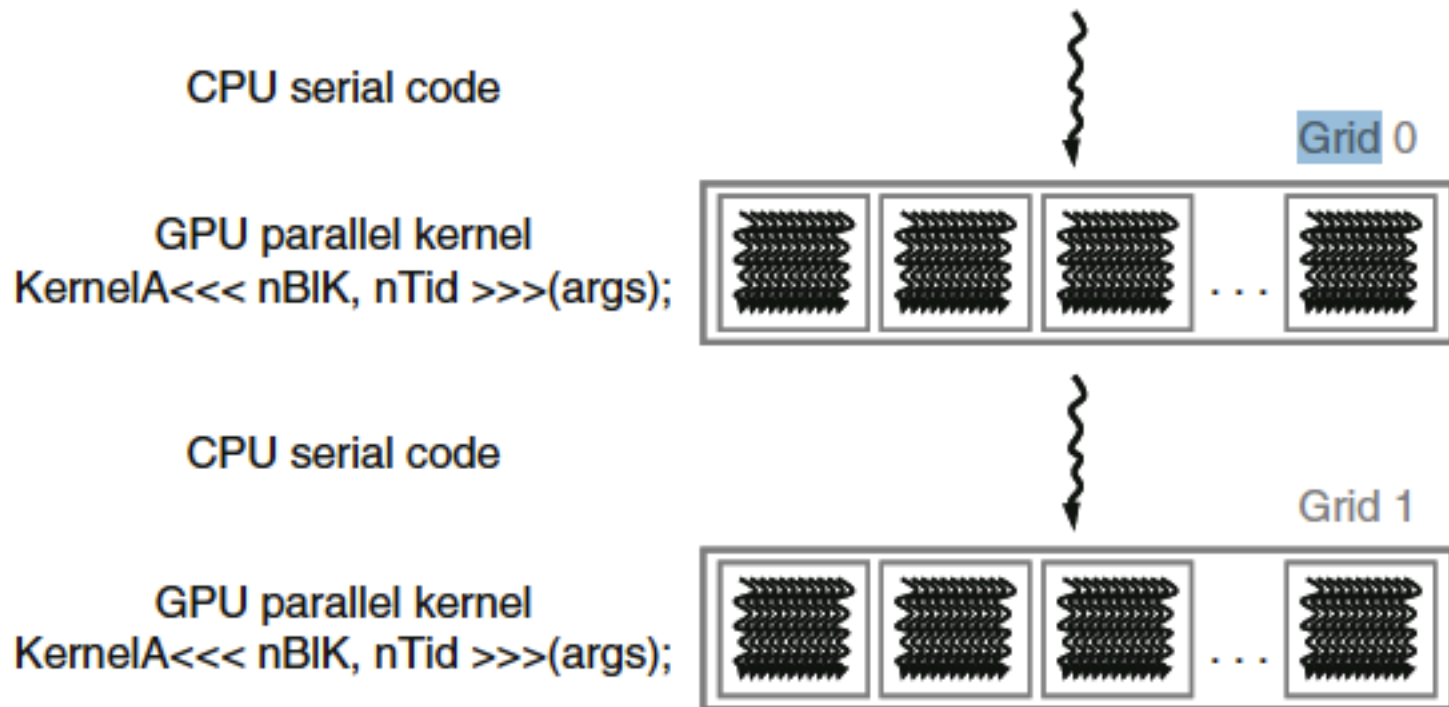 CPU serial code
Grid 0
GPU parallel kernel
KernelA<<< nBlK, nTid >>>(args);
. . .
CPU serial code
Grid 1
GPU parallel kernel
KernelA<<< nBlK, nTid >>>(args);
. . .